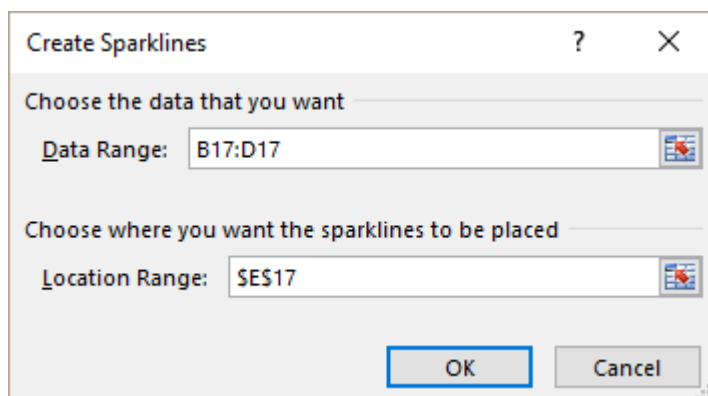 Create Sparklines ?
Choose the data that you want
Data Range: B17:D17
Choose where you want the sparklines to be placed
Location Range: $E$17
OK Cancel